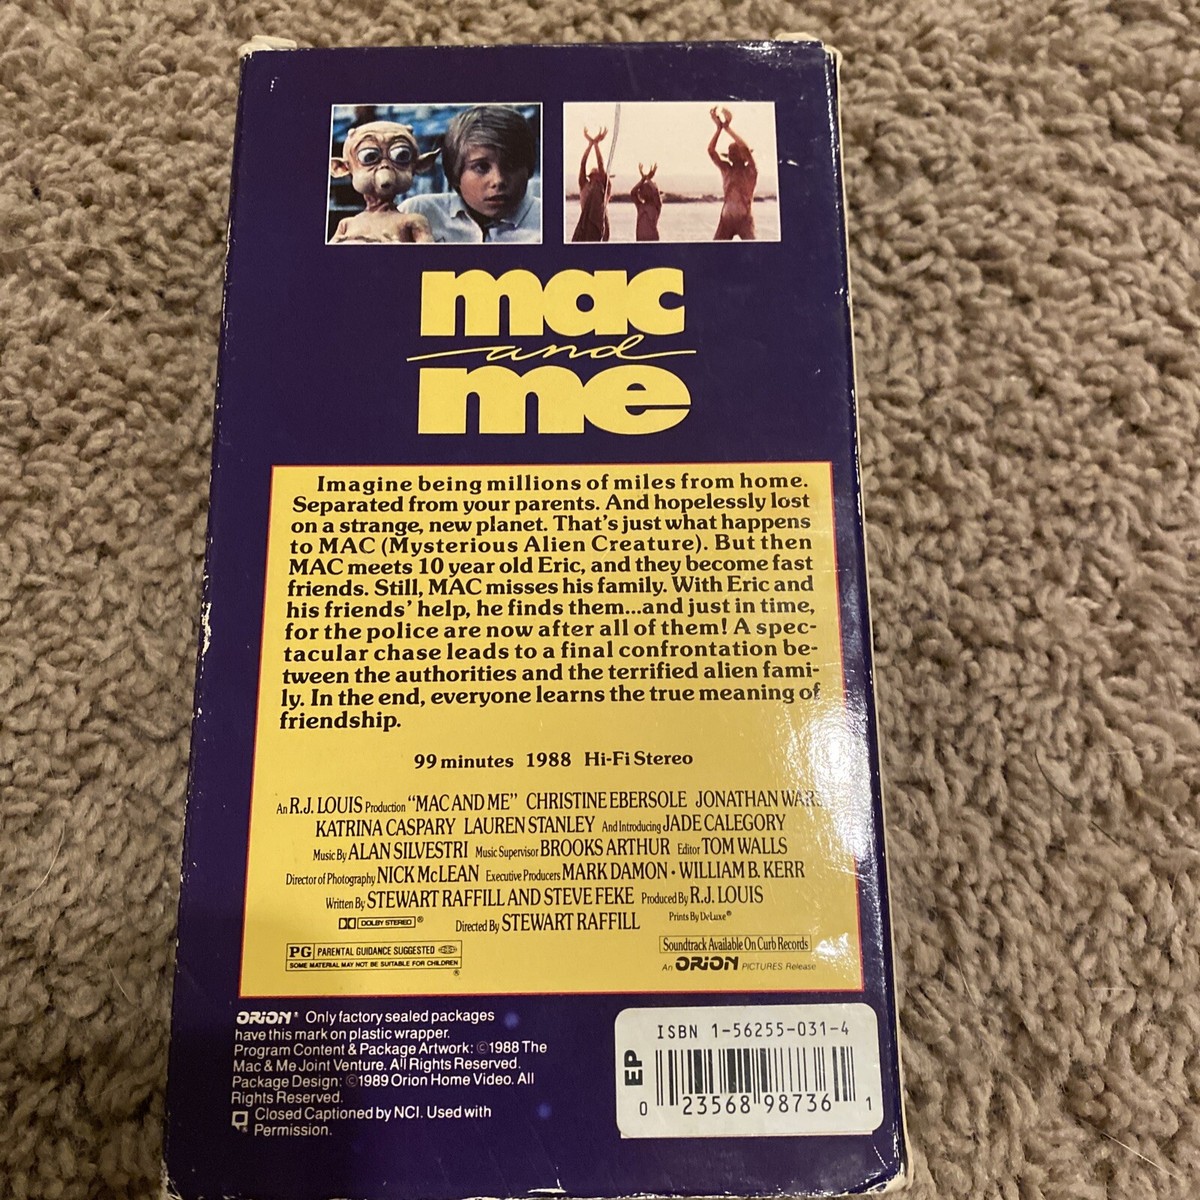 mac
and
me
Imagine being millions of miles from home.
Separated from your parents. And hopelessly lost
on a strange, new planet. That's just what happens
to MAC (Mysterious Alien Creature). But then
MAC meets 10 year old Eric, and they become fast
friends. Still, MAC misses his family. With Eric and
his friends' help, he finds them...and just in time,
for the police are now after all of them! A spec-
tacular chase leads to a final confrontation be-
tween the authorities and the terrified alien fami-
ly. In the end, everyone learns the true meaning of
friendship.
99 minutes 1988 Hi-Fi Stereo
An R.J. LOUIS Production "MAC AND ME" CHRISTINE EBERSOLE JONATHAN
KATRINA CASPARY LAUREN STANLEY And Introducing JADE CALEGORY
Music By ALAN SILVESTRI Music Supervisor BROOKS ARTHUR Editor TOM WALLS
Director of Photography NICK McLEAN Executive Producers MARK DAMON • WILLIAM B. KERR
Written By STEWART RAFFILL AND STEVE FEKE Produced By R.J. LOUIS
DOLBY STEREO ® Directed By STEWART RAFFILL Prints By DeLuxe®
PG PARENTAL GUIDANCE SUGGESTED
SOME MATERIAL MAY NOT BE SUITABLE FOR CHILDREN ®
Soundtrack Available On Curb Records
An ORION PICTURES Release
ORION® Only factory sealed packages
have this mark on plastic wrapper.
Program Content & Package Artwork: ©1988 The
Mac & Me Joint Venture. All Rights Reserved.
Package Design: ©1989 Orion Home Video. All
Rights Reserved.
Closed Captioned by NCI. Used with
Permission.
ISBN 1-56255-031-4
EP
0 23568 98736 1